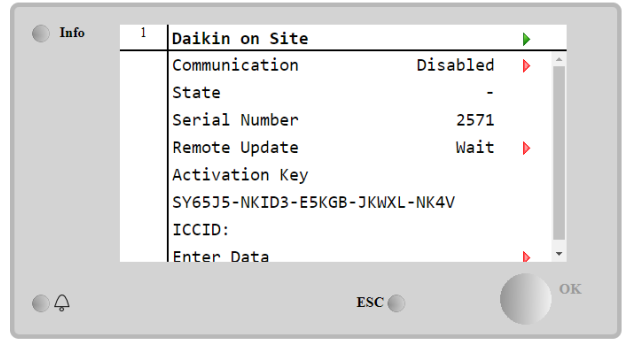 Info
1 Daikin on Site
Communication Disabled
State -
Serial Number 2571
Remote Update Wait
Activation Key
SY65J5-NKID3-E5KGB-JKWXL-NK4V
ICCID:
Enter Data
ESC
OK